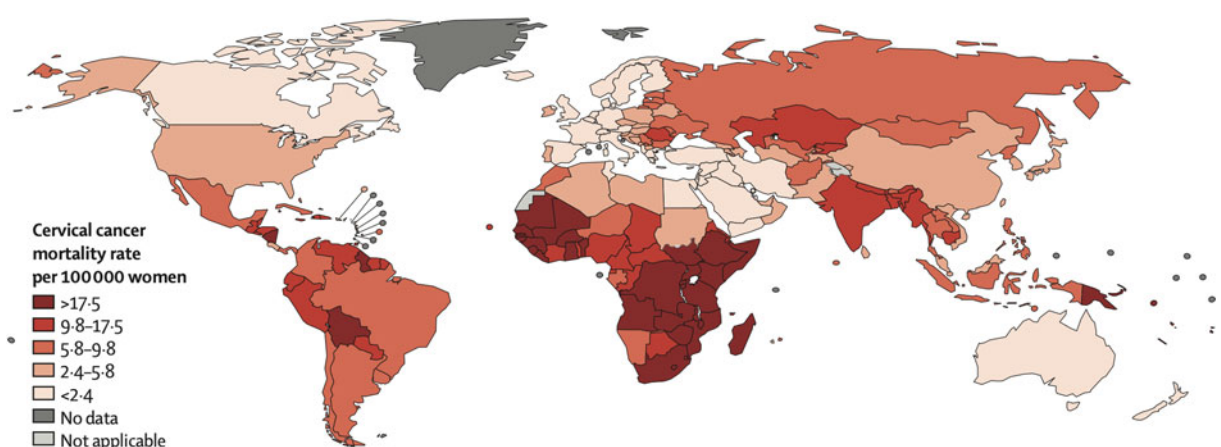 Cervical cancer
mortality rate
per 100 000 women
>17·5
9·8–17·5
5·8–9·8
2·4–5·8
<2·4
No data
Not applicable